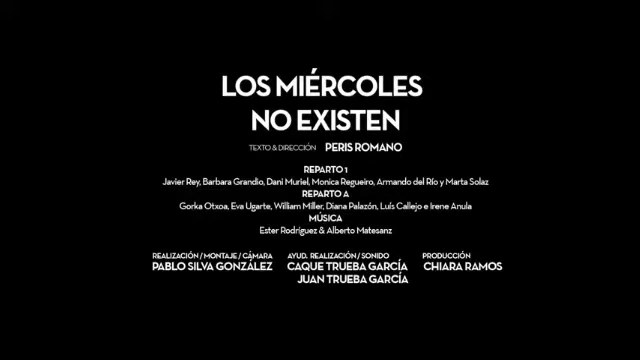 LOS MIÉRCOLES
NO EXISTEN
TEXTO & DIRECCIÓN PERIS ROMANO
REPARTO 1
Javier Rey, Barbara Grandio, Dani Muriel, Monica Regueiro, Armando del Río y Marta Solaz
REPARTO A
Gorka Otxoa, Eva Ugarte, William Miller, Diana Palazón, Luis Callejo e Irene Anula
MÚSICA
Ester Rodríguez & Alberto Matesanz
REALIZACIÓN / MONTAJE / CÁMARA
PABLO SILVA GONZÁLEZ
AYUD. REALIZACIÓN / SONIDO
CAQUE TRUEBA GARCÍA
JUAN TRUEBA GARCÍA
PRODUCCIÓN
CHIARA RAMOS